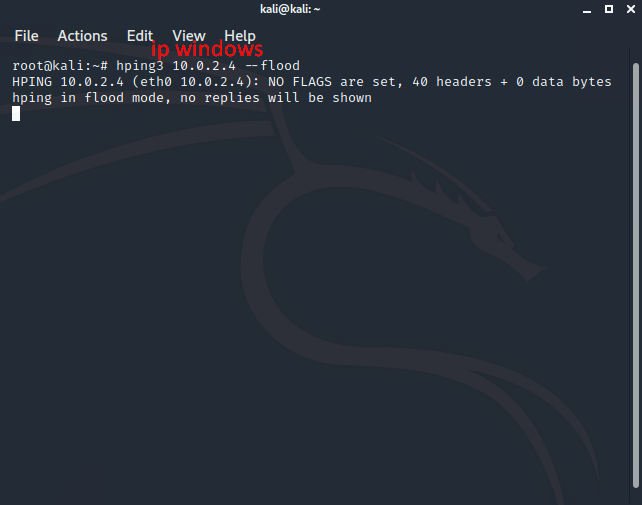 kali@kali: ~
File Actions Edit View Help
ip windows
root@kali:~# hping3 10.0.2.4 --flood
HPING 10.0.2.4 (eth0 10.0.2.4): NO FLAGS are set, 40 headers + 0 data bytes
hping in flood mode, no replies will be shown